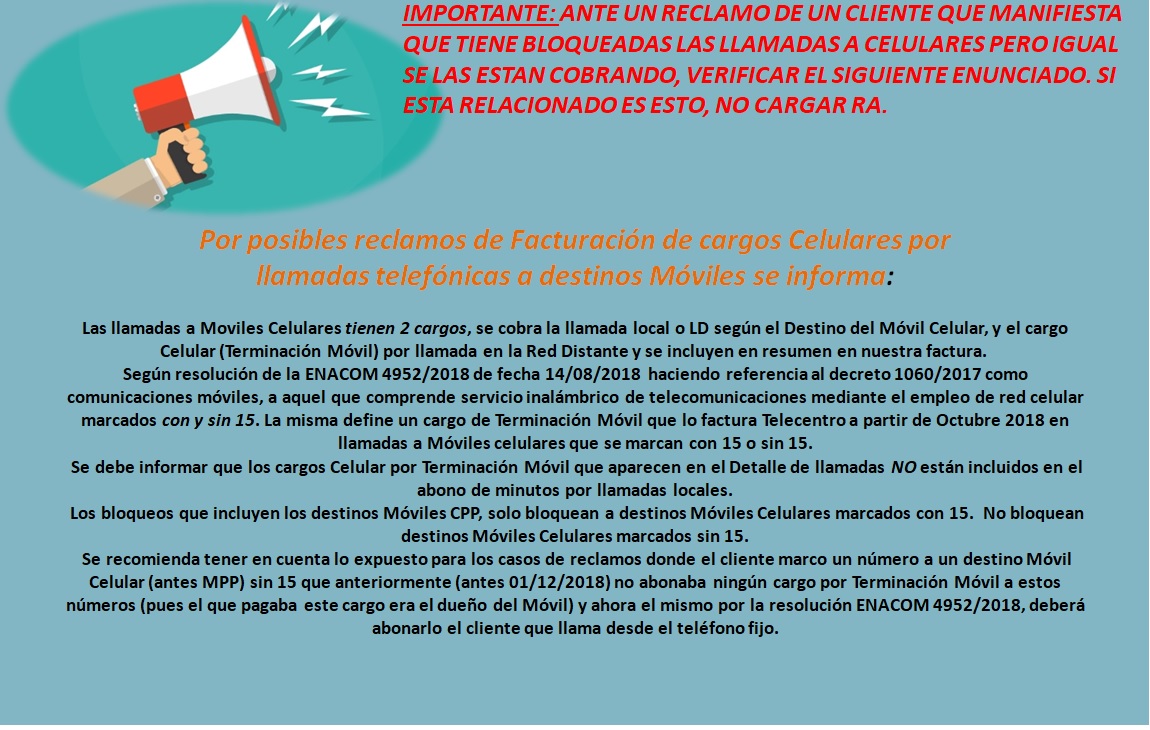 IMPORTANTE: ANTE UN RECLAMO DE UN CLIENTE QUE MANIFIESTA
QUE TIENE BLOQUEADAS LAS LLAMADAS A CELULARES PERO IGUAL
SE LAS ESTAN COBRANDO, VERIFICAR EL SIGUIENTE ENUNCIADO. SI
ESTA RELACIONADO ES ESTO, NO CARGAR RA.
Por posibles reclamos de Facturación de cargos Celulares por
llamadas telefónicas a destinos Móviles se informa:
Las llamadas a Moviles Celulares tienen 2 cargos, se cobra la llamada local o LD según el Destino del Móvil Celular, y el cargo
Celular (Terminación Móvil) por llamada en la Red Distante y se incluyen en resumen en nuestra factura.
Según resolución de la ENACOM 4952/2018 de fecha 14/08/2018 haciendo referencia al decreto 1060/2017 como
comunicaciones móviles, a aquel que comprende servicio inalámbrico de telecomunicaciones mediante el empleo de red celular
marcados con y sin 15. La misma define un cargo de Terminación Móvil que lo factura Telecentro a partir de Octubre 2018 en
llamadas a Móviles celulares que se marcan con 15 o sin 15.
Se debe informar que los cargos Celular por Terminación Móvil que aparecen en el Detalle de llamadas NO están incluidos en el
abono de minutos por llamadas locales.
Los bloqueos que incluyen los destinos Móviles CPP, solo bloquean a destinos Móviles Celulares marcados con 15. No bloquean
destinos Móviles Celulares marcados sin 15.
Se recomienda tener en cuenta lo expuesto para los casos de reclamos donde el cliente marco un número a un destino Móvil
Celular (antes MPP) sin 15 que anteriormente (antes 01/12/2018) no abonaba ningún cargo por Terminación Móvil a estos
números (pues el que pagaba este cargo era el dueño del Móvil) y ahora el mismo por la resolución ENACOM 4952/2018, deberá
abonarlo el cliente que llama desde el teléfono fijo.